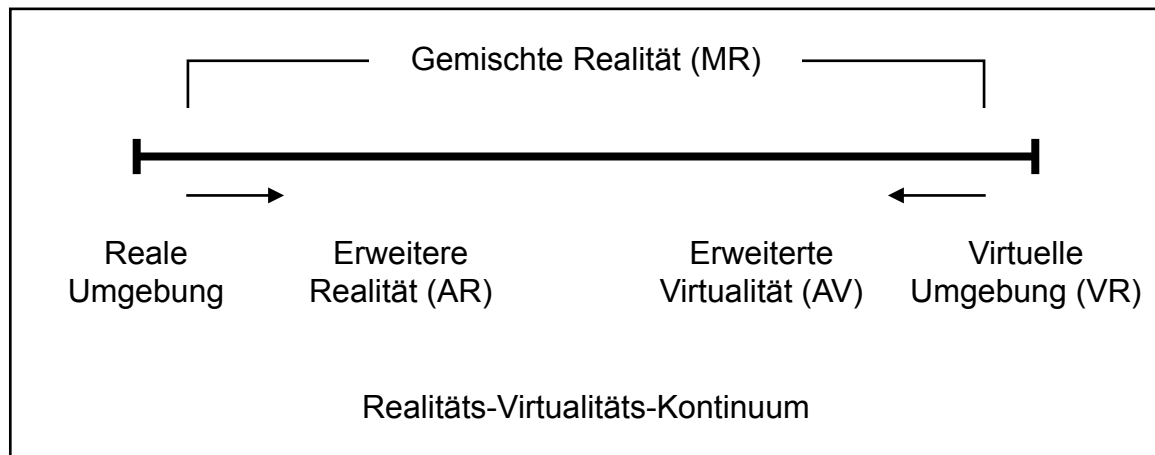 Gemischte Realität (MR)
Reale
Umgebung
Erweitere
Realität (AR)
Erweiterte
Virtualität (AV)
Virtuelle
Umgebung (VR)
Realitäts-Virtualitäts-Kontinuum